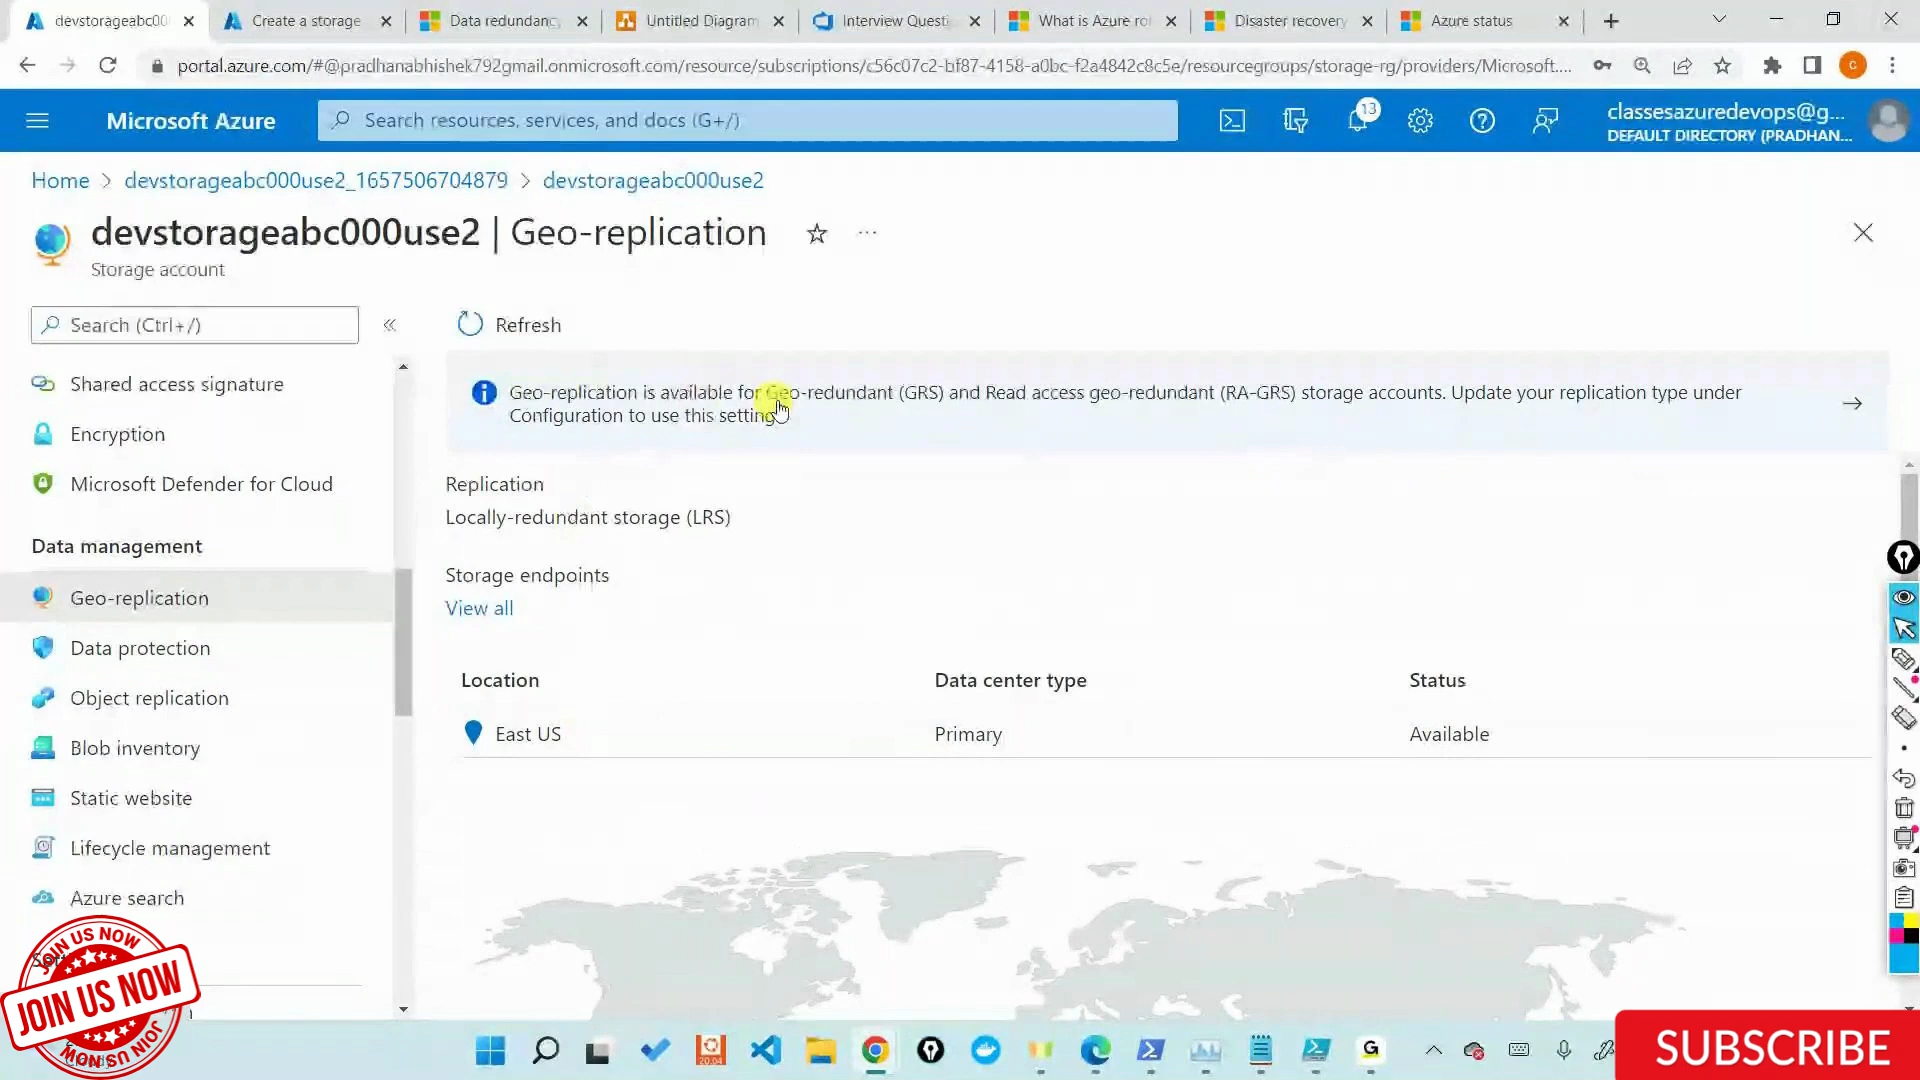 devstorageabc00
Create a storage
Data redundanc
Untitled Diagram
Interview Questi
What is Azure ro
Disaster recovery
Azure status
portal.azure.com/#@pradhanabhishek792gmail.onmicrosoft.com/resource/subscriptions/c56c07c2-bf87-4158-a0bc-f2a4842c8c5e/resourcegroups/storage-rg/providers/Microsoft....
C
Microsoft Azure
Search resources, services, and docs (G+/)
13
classesazuredevops@g...
DEFAULT DIRECTORY (PRADHAN...
Home > devstorageabc000use2_1657506704879 > devstorageabc000use2
devstorageabc000use2 | Geo-replication
Storage account
Search (Ctrl+/)
Refresh
Geo-replication is available for Geo-redundant (GRS) and Read access geo-redundant (RA-GRS) storage accounts. Update your replication type under
Configuration to use this setting
Shared access signature
Encryption
Microsoft Defender for Cloud
Data management
Geo-replication
Data protection
Object replication
Blob inventory
Static website
Lifecycle management
Azure search
Replication
Locally-redundant storage (LRS)
Storage endpoints
View all
Location Data center type Status
East US Primary Available
JOIN US NOW
JOIN US NOW
JOIN US NOW
20.04
G
SUBSCRIBE